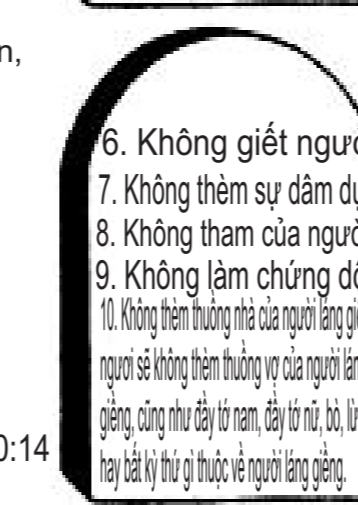 n,
6. Không giết ngườ
7. Không thèm sự dâm dụ
8. Không tham của ngườ
9. Không làm chứng dố
10. Không thèm thuồng nhà của người láng giề
ngươi sẽ không thèm thuồng vợ của người lán
giềng, cũng như đầy tớ nam, đầy tớ nữ, bò, lừ
0:14
hay bất kỳ thứ gì thuộc về người láng giềng.